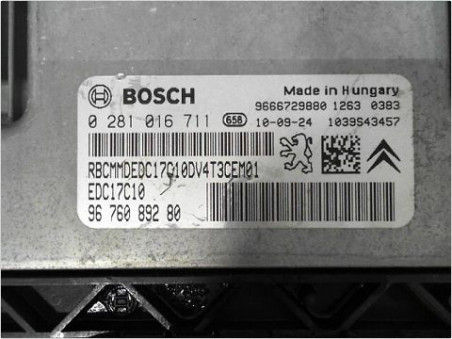 BOSCH
Made in Hungary
9666729880 1263 0383
0 281 016 711 658 10-09-24 1039S43457
RBCMMDEDC17C10DV4T3CEM01
EDC17C10
96 760 892 80